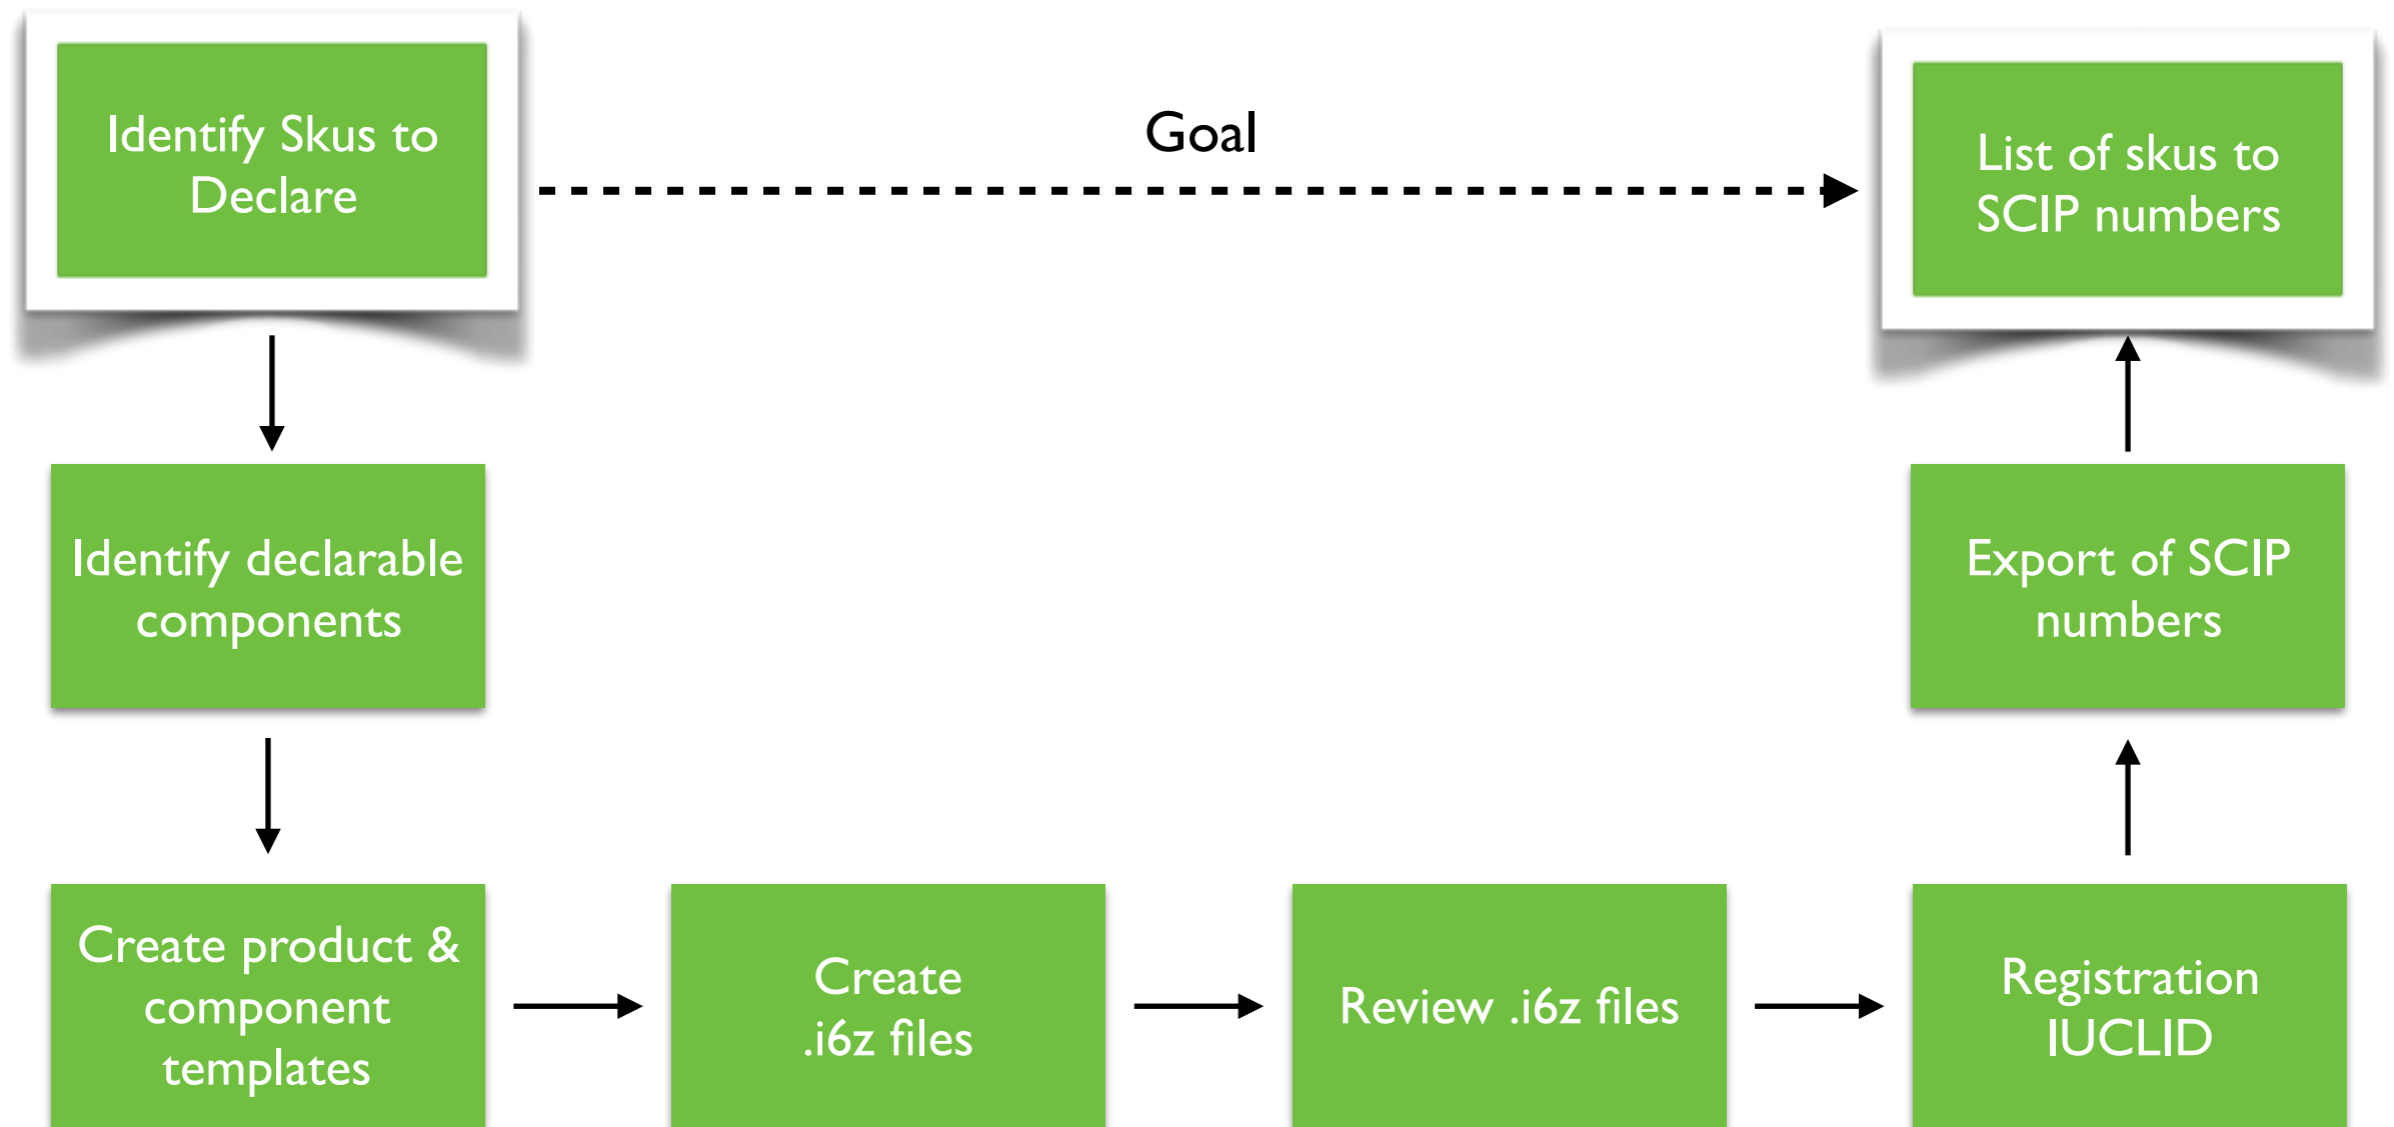 Identify Skus to
Declare
Goal
List of skus to
SCIP numbers
Identify declarable
components
Export of SCIP
numbers
Create product &
component
templates
Create
.i6z files
Review .i6z files
Registration
IUCLID